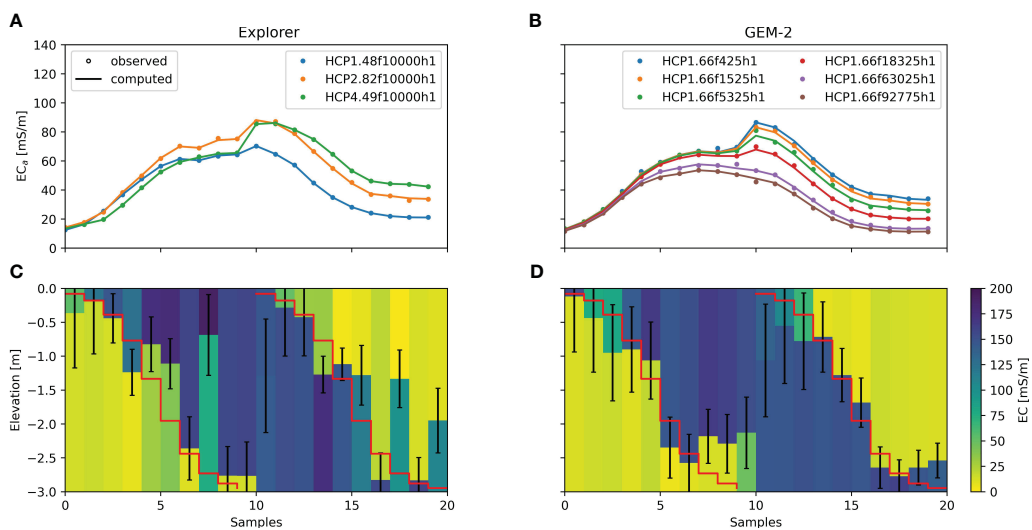 A
Explorer
140
120
100
80
60
40
20
0
ECa [mS/m]
observed
computed
HCP1.48f10000h1
HCP2.82f10000h1
HCP4.49f10000h1
B
GEM-2
HCP1.66f425h1
HCP1.66f1525h1
HCP1.66f5325h1
HCP1.66f18325h1
HCP1.66f63025h1
HCP1.66f92775h1
C
0.0
−0.5
−1.0
−1.5
−2.0
−2.5
−3.0
Elevation [m]
0 5 10 15 20
Samples
D
0 5 10 15 20
Samples
200
175
150
125
100
75
50
25
0
EC [mS/m]